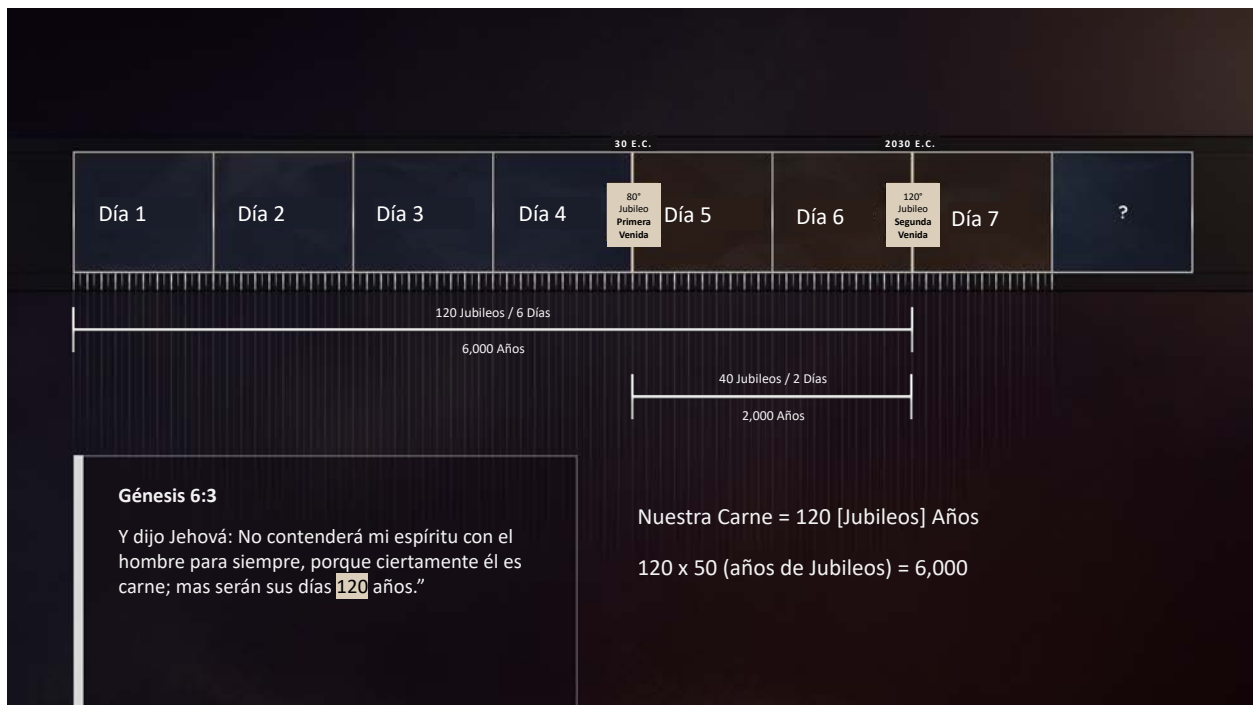 30 E.C.
2030 E.C.
Día 1
Día 2
Día 3
Día 4
80°
Jubileo
Primera
Venida
Día 5
Día 6
120°
Jubileo
Segunda
Venida
Día 7
?
120 Jubileos / 6 Días
6,000 Años
40 Jubileos / 2 Días
2,000 Años
Génesis 6:3
Y dijo Jehová: No contenderá mi espíritu con el
hombre para siempre, porque ciertamente él es
carne; mas serán sus días 120 años.”
Nuestra Carne = 120 [Jubileos] Años
120 x 50 (años de Jubileos) = 6,000